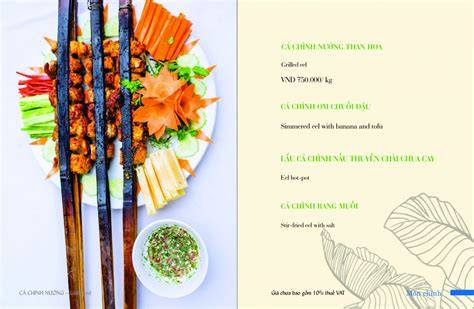 CÁ CHÌNH NƯỚNG THAN HOA
Grilled eel
VND 750.000/ kg
CÁ CHÌNH OM CHUỐI ĐẬU
Simmered eel with banana and tofu
LẨU CÁ CHÌNH NẤU THUYỀN CHÀI CHUA CAY
Eel hot-pot
CÁ CHÌNH RANG MUỐI
Stir-fried eel with salt
CÁ CHÌNH NƯỚNG
Giá chưa bao gồm 10% thuế VAT
Món chính